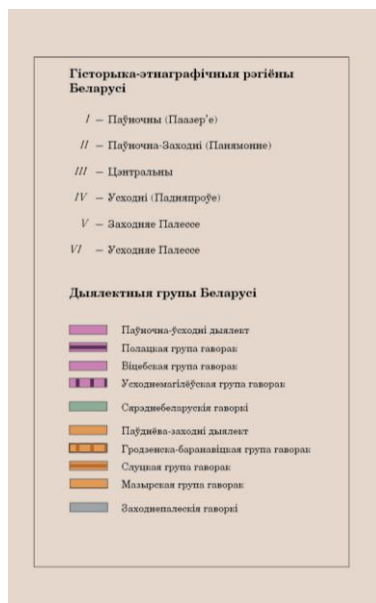 Гісторыка-этнаграфічныя рэгіёны
Беларусі
I – Паўночны (Паазер'е)
II – Паўночна-Заходні (Панямонне)
III – Цэнтральны
IV – Усходні (Падняпроўе)
V – Заходняе Палессе
VI – Усходняе Палессе
Дыялектныя групы Беларусі
Паўночна-ўсходні дыялект
Полацкая група гаворак
Віцебская група гаворак
Усходнемагілёўская група гаворак
Сярэднебеларускія гаворкі
Паўднёва-заходні дыялект
Гродзенска-баранавіцкая група гаворак
Слуцкая група гаворак
Мазырская група гаворак
Заходнепалескія гаворкі